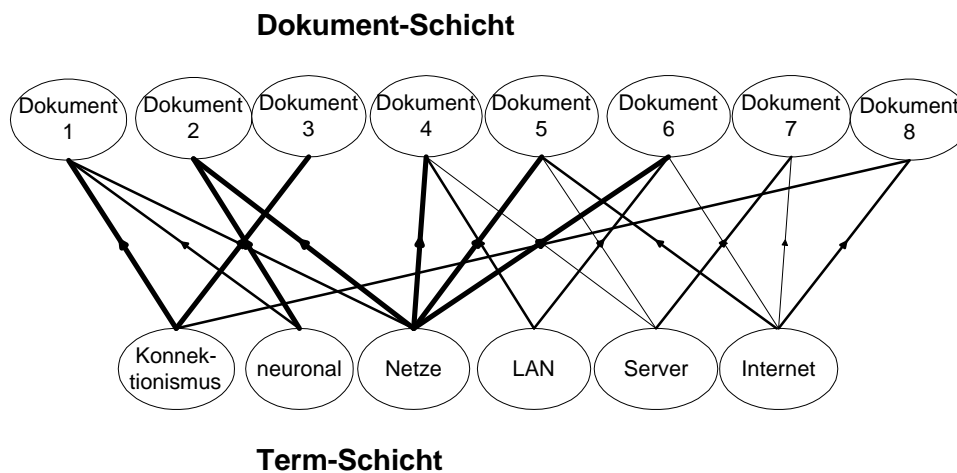 Dokument-Schicht
Dokument
1
Dokument
2
Dokument
3
Dokument
4
Dokument
5
Dokument
6
Dokument
7
Dokument
8
Konnek-
tionismus
neuronal
Netze
LAN
Server
Internet
Term-Schicht